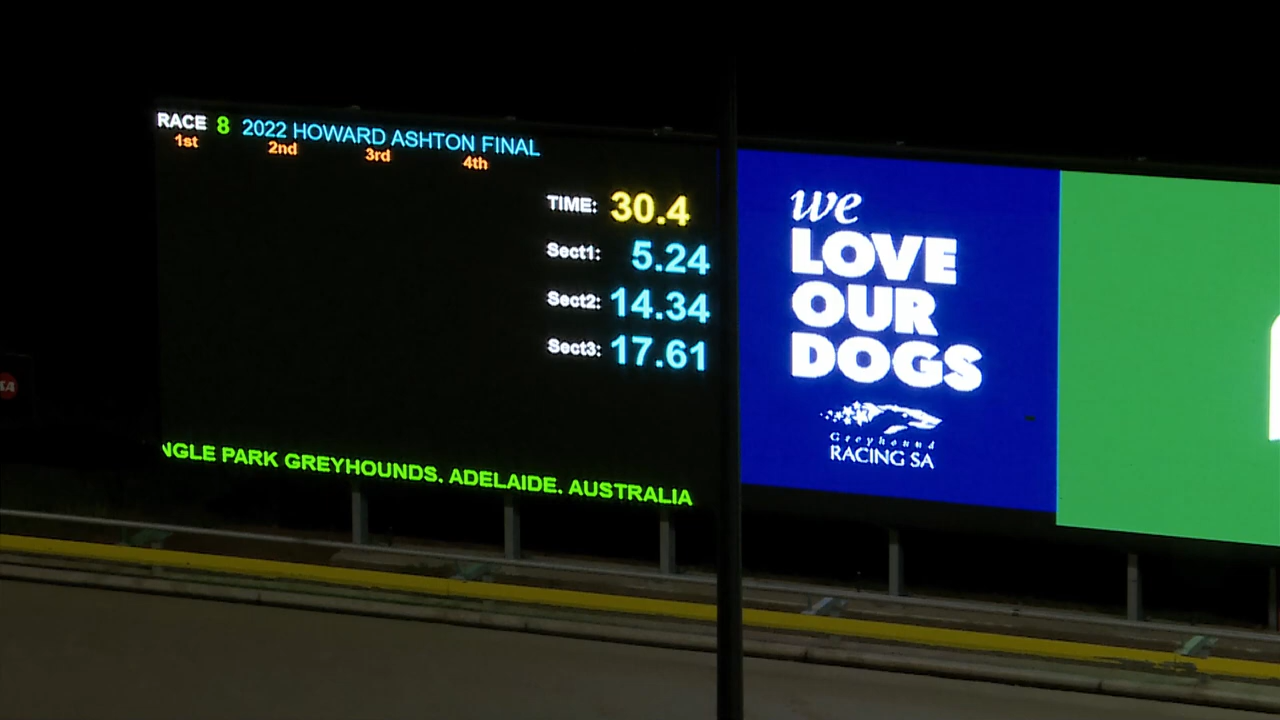 RACE 8 2022 HOWARD ASHTON FINAL
1st 2nd 3rd 4th
TIME: 30.4
Sect1: 5.24
Sect2: 14.34
Sect3: 17.61
NGLE PARK GREYHOUNDS. ADELAIDE. AUSTRALIA
we
LOVE
OUR
DOGS
Greyhound
RACING SA
SA